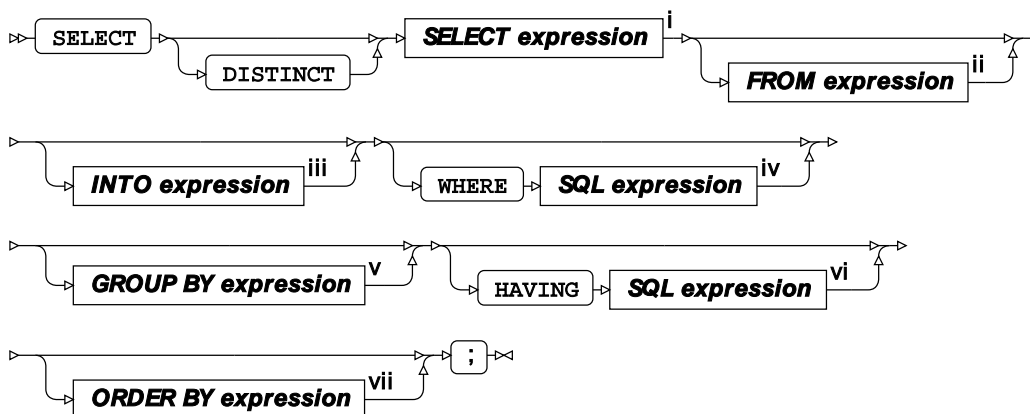 SELECT DISTINCT SELECT expression i FROM expression ii
INTO expression iii WHERE SQL expression iv
GROUP BY expression v HAVING SQL expression vi
ORDER BY expression vii ;